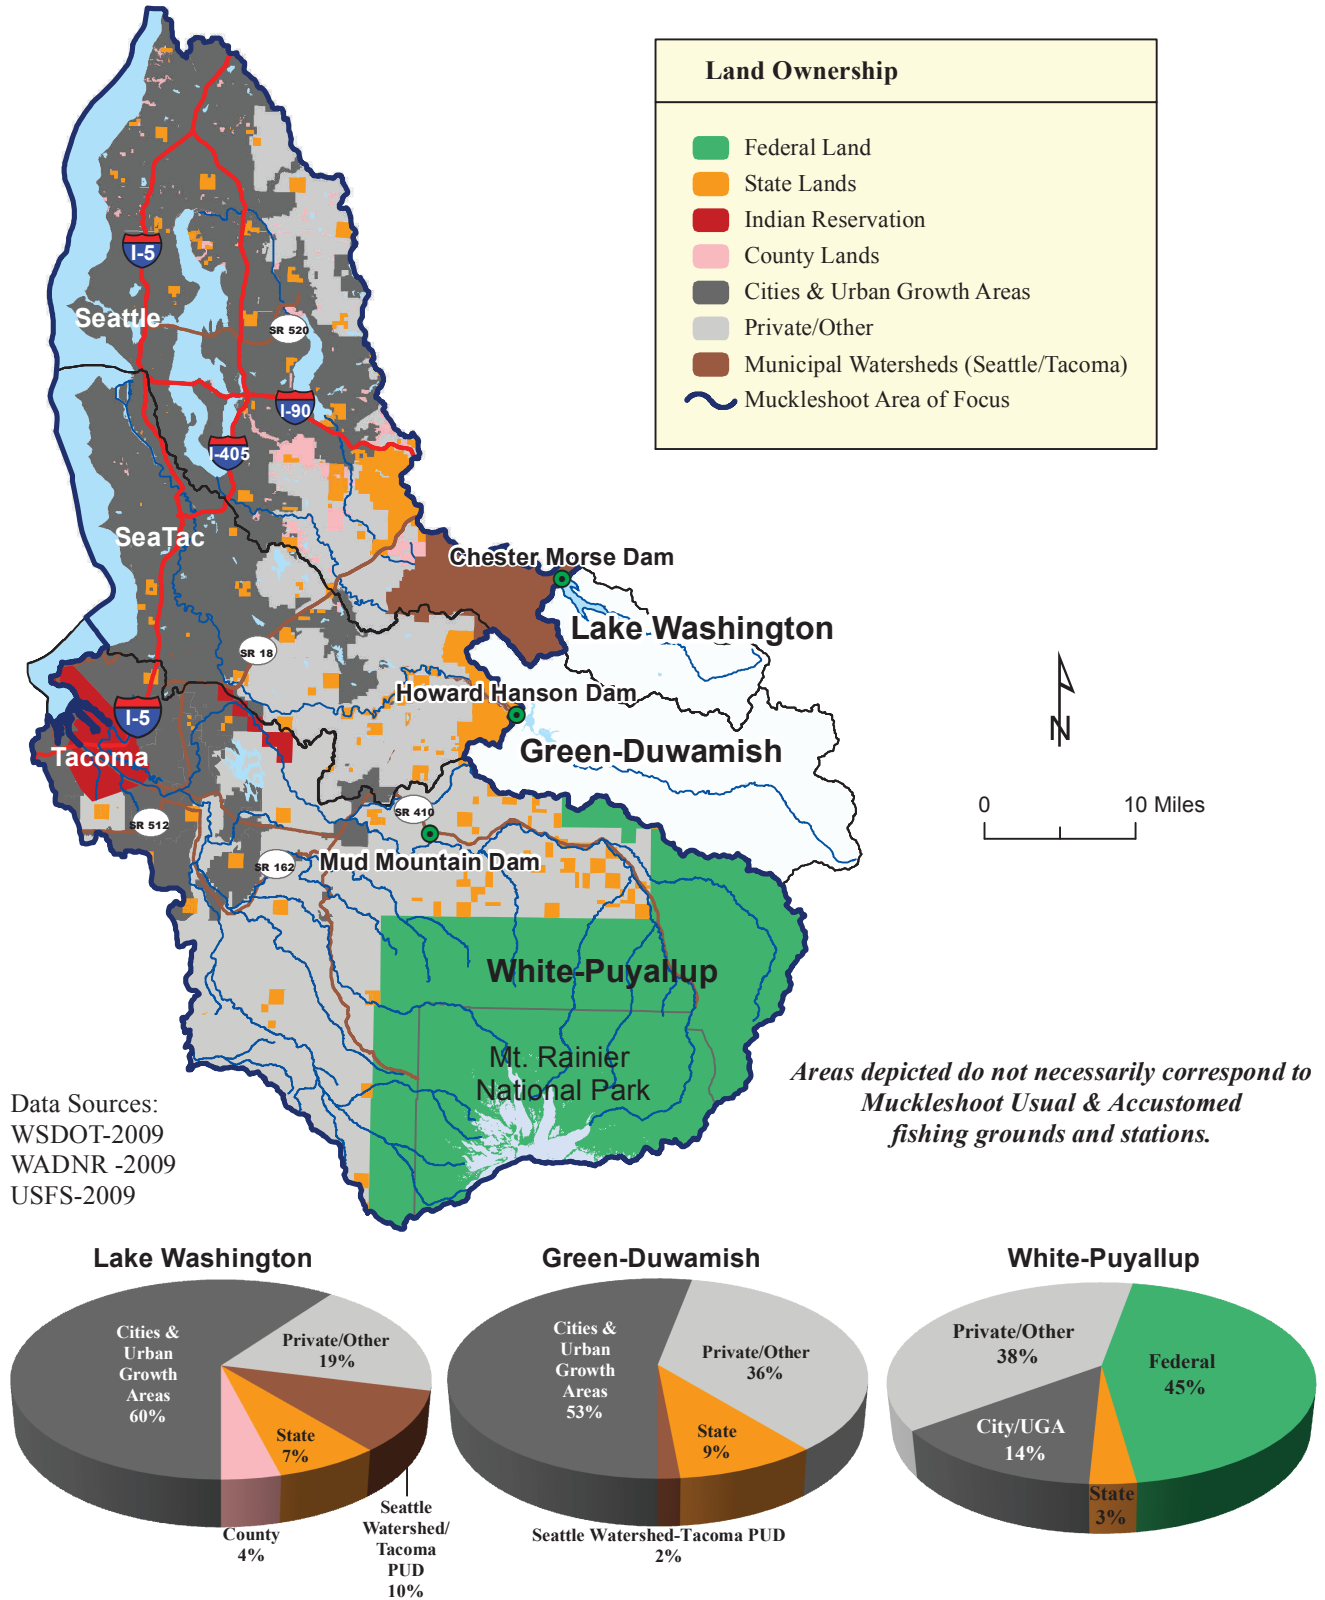 Land Ownership
Federal Land
State Lands
Indian Reservation
County Lands
Cities & Urban Growth Areas
Private/Other
Municipal Watersheds (Seattle/Tacoma)
Muckleshoot Area of Focus
I-5
Seattle
SR 520
I-90
I-405
SeaTac
Chester Morse Dam
Lake Washington
SR 18
Howard Hanson Dam
I-5
Green-Duwamish
Tacoma
0 10 Miles
N
SR 410
SR 512
Mud Mountain Dam
SR 162
White-Puyallup
Mt. Rainier
National Park
Areas depicted do not necessarily correspond to
Muckleshoot Usual & Accustomed
fishing grounds and stations.
Data Sources:
WSDOT-2009
WADNR -2009
USFS-2009
Lake Washington
Cities &
Urban
Growth
Areas
60%
Private/Other
19%
State
7%
County
4%
Seattle
Watershed/
Tacoma
PUD
10%
Green-Duwamish
Cities &
Urban
Growth
Areas
53%
Private/Other
36%
State
9%
Seattle Watershed-Tacoma PUD
2%
White-Puyallup
Private/Other
38%
Federal
45%
City/UGA
14%
State
3%